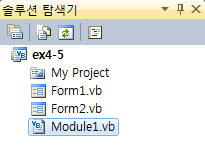 솔루션 탐색기
ex4-5
My Project
Form1.vb
Form2.vb
Module1.vb